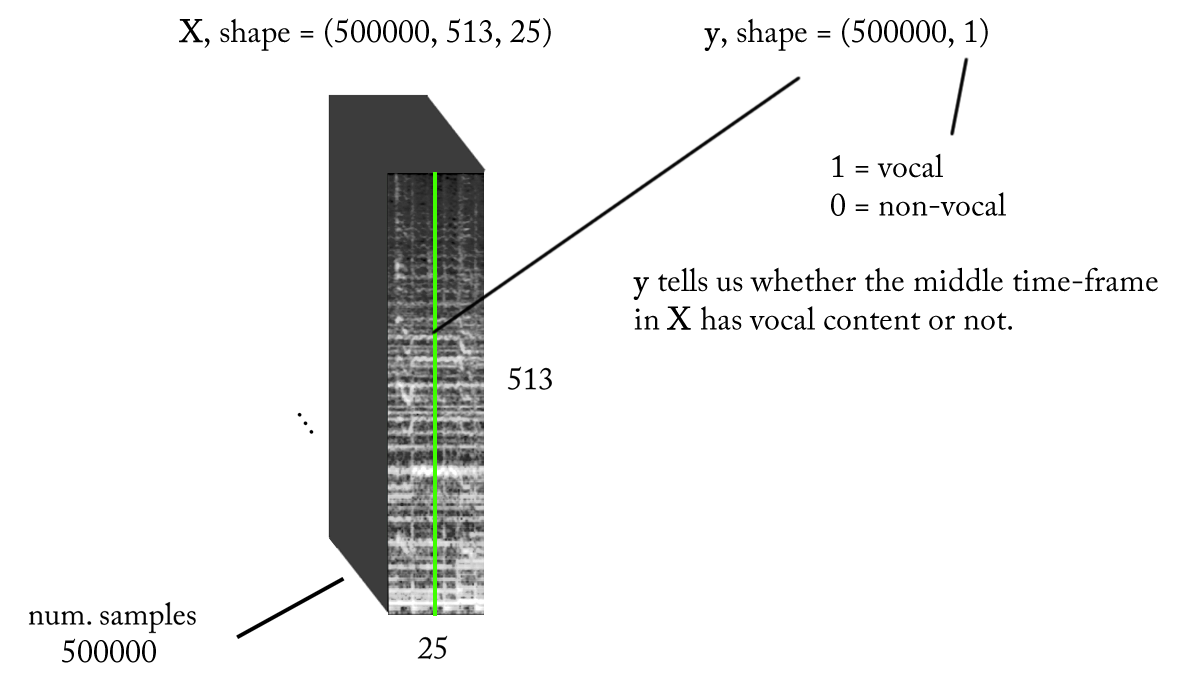 X, shape = (500000, 513, 25)
y, shape = (500000, 1)
1 = vocal
0 = non-vocal
y tells us whether the middle time-frame
in X has vocal content or not.
513
num. samples
500000
25